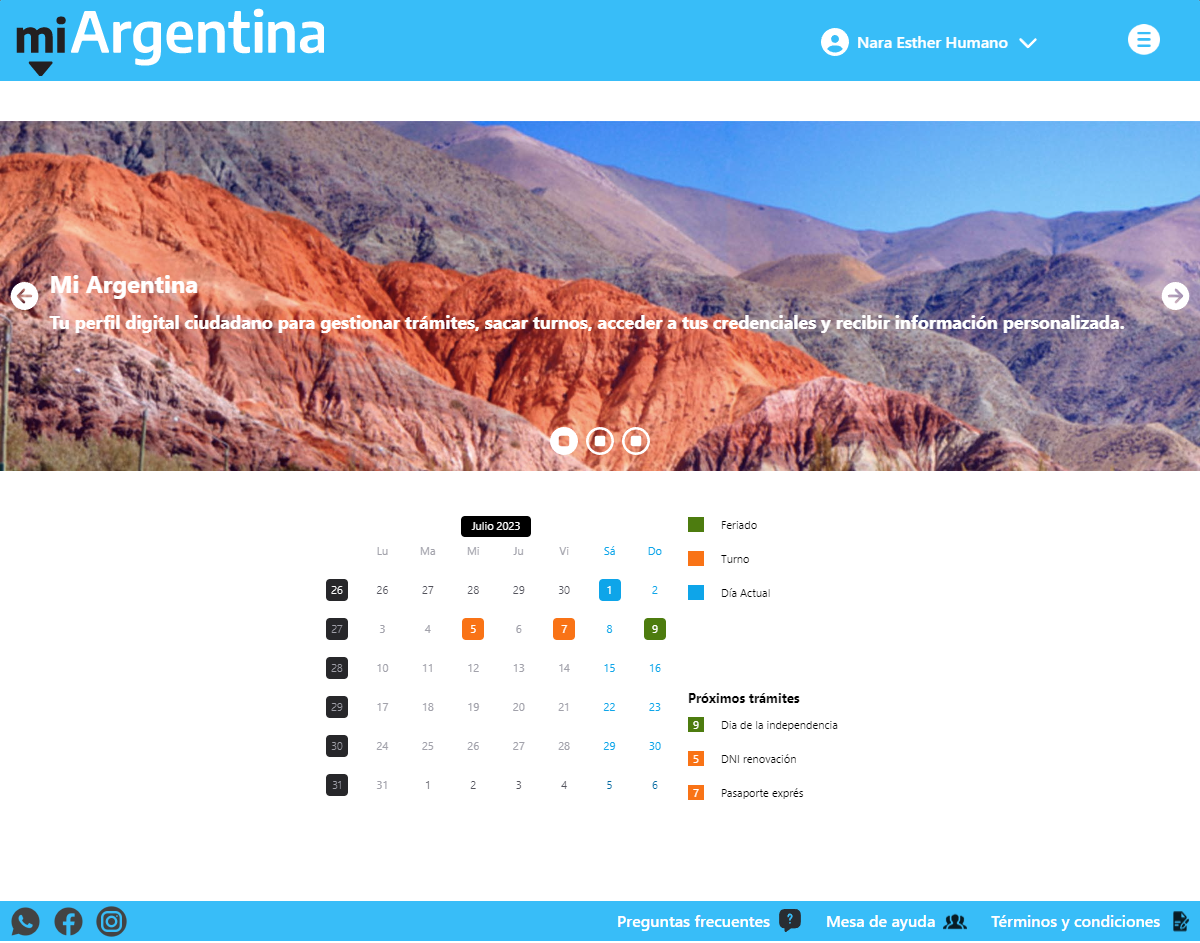 mi Argentina
Nara Esther Humano
Mi Argentina
Tu perfil digital ciudadano para gestionar trámites, sacar turnos, acceder a tus credenciales y recibir información personalizada.
Julio 2023
Lu Ma Mi Ju Vi Sá Do
26 26 27 28 29 30 1 2
27 3 4 5 6 7 8 9
28 10 11 12 13 14 15 16
29 17 18 19 20 21 22 23
30 24 25 26 27 28 29 30
31 31 1 2 3 4 5 6
Feriado
Turno
Día Actual
Próximos trámites
9 Dia de la independencia
5 DNI renovación
7 Pasaporte exprés
Preguntas frecuentes ? Mesa de ayuda Términos y condiciones